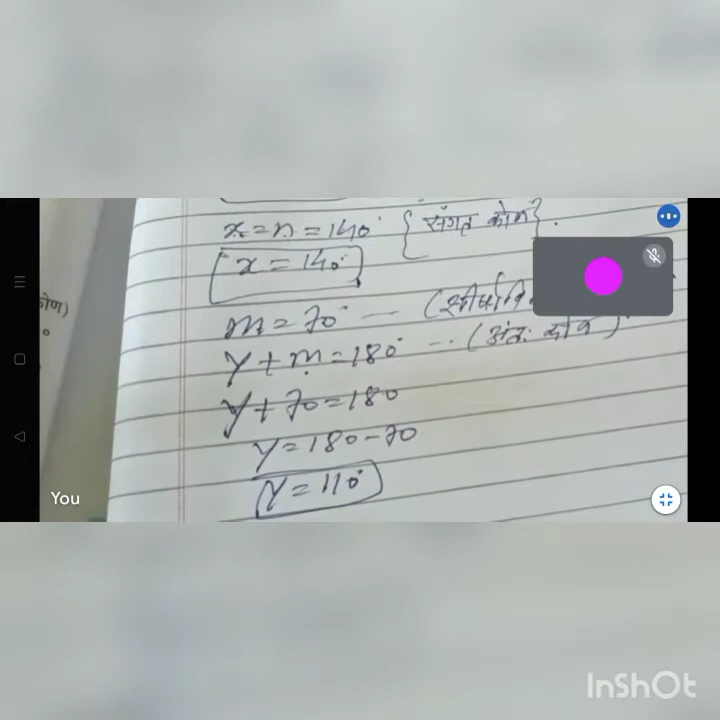 x = n = 140° { संगत कोण }
x = 140°
m = 70° -- (
y + m = 180° -- (अंतः कोण)
y + 70 = 180
y = 180 - 70
y = 110°
कोण)
You
InShOt